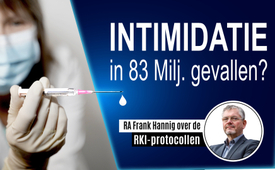 INTIMIDATIE
in 83 Milj. gevallen?
RA Frank Hannig over de
RKI-protocollen